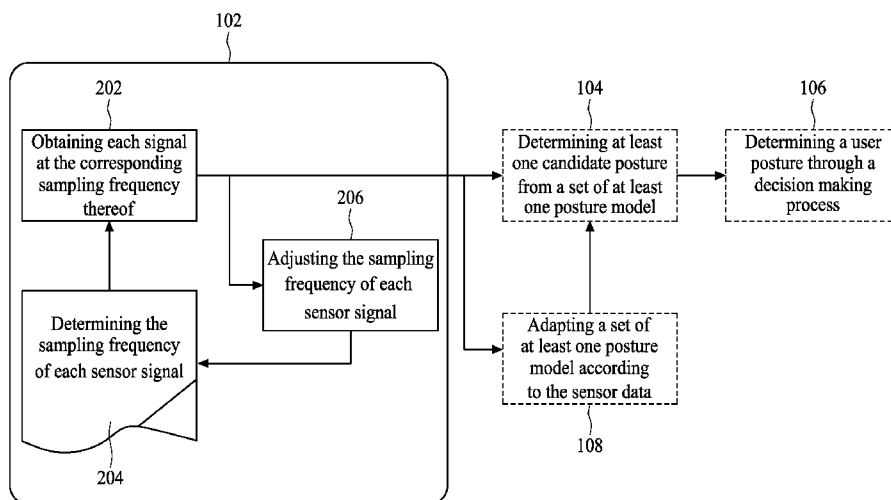 102
202
Obtaining each signal
at the corresponding
sampling frequency
thereof
206
Adjusting the sampling
frequency of each
sensor signal
Determining the
sampling frequency
of each sensor signal
204
104
Determining at least
one candidate posture
from a set of at least
one posture model
106
Determining a user
posture through a
decision making
process
Adapting a set of
at least one posture
model according
to the sensor data
108